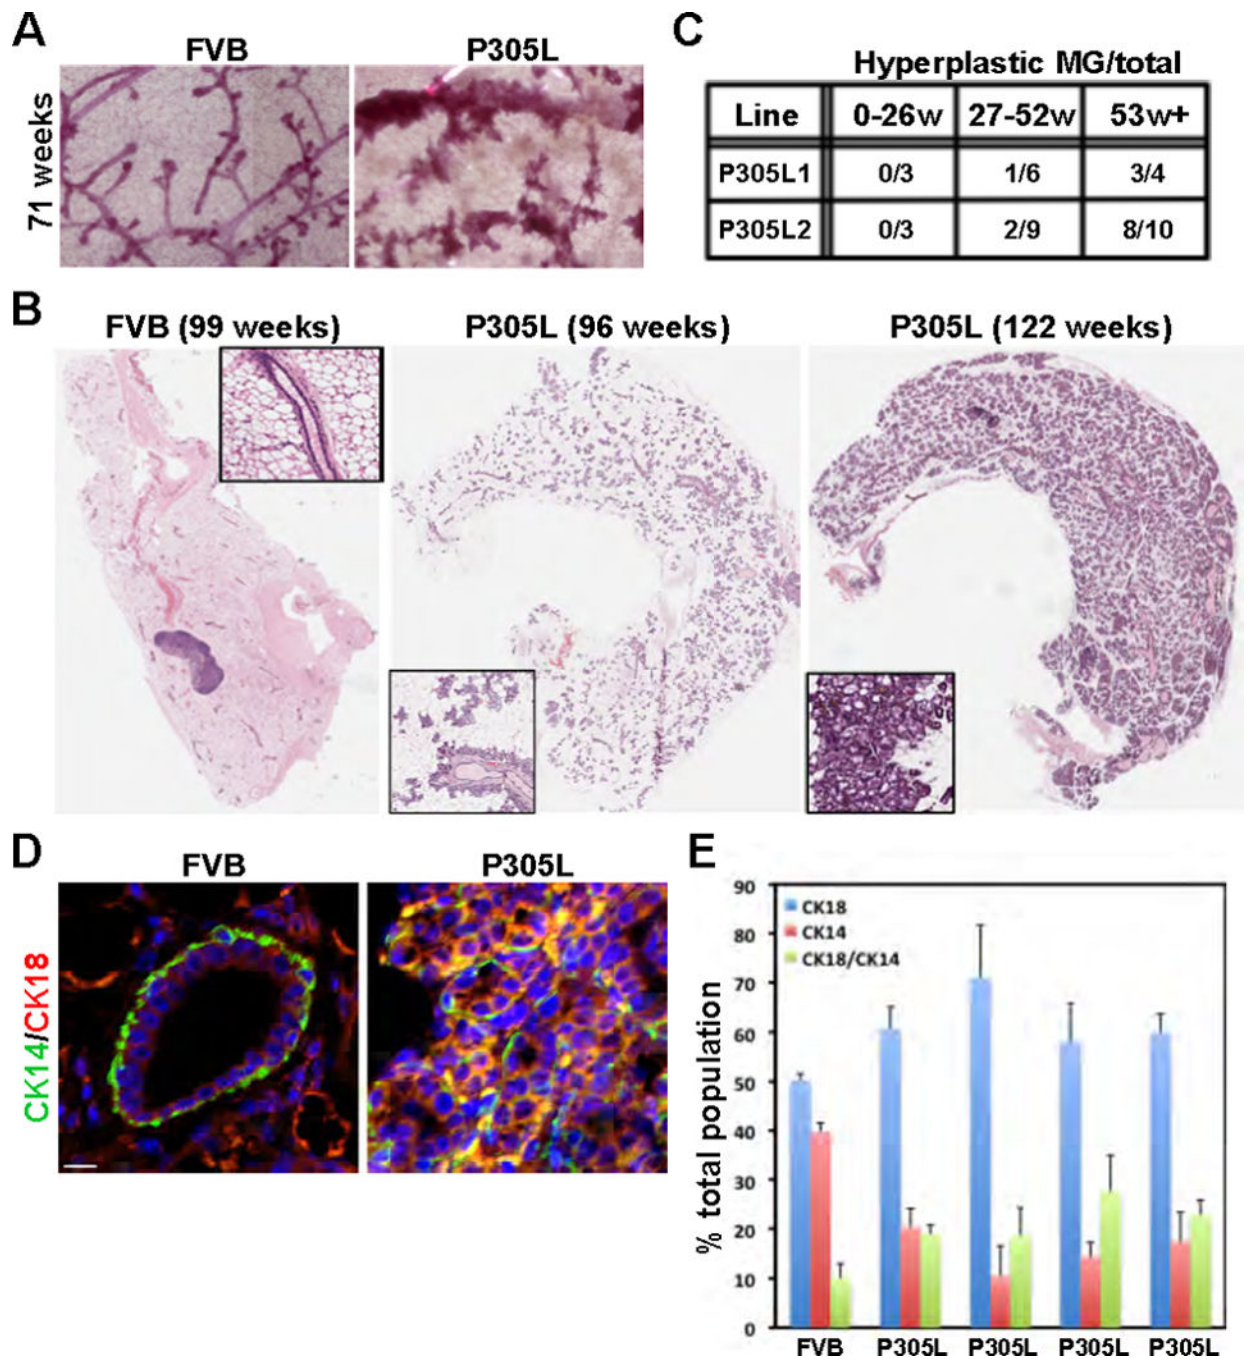 A
FVB
P305L
71 weeks
C
Hyperplastic MG/total
Line 0-26w 27-52w 53w+
P305L1 0/3 1/6 3/4
P305L2 0/3 2/9 8/10
B
FVB (99 weeks)
P305L (96 weeks)
P305L (122 weeks)
D
FVB
P305L
CK14/CK18
E
% total population
90
80
70
60
50
40
30
20
10
0
CK18
CK14
CK18/CK14
FVB P305L P305L P305L P305L